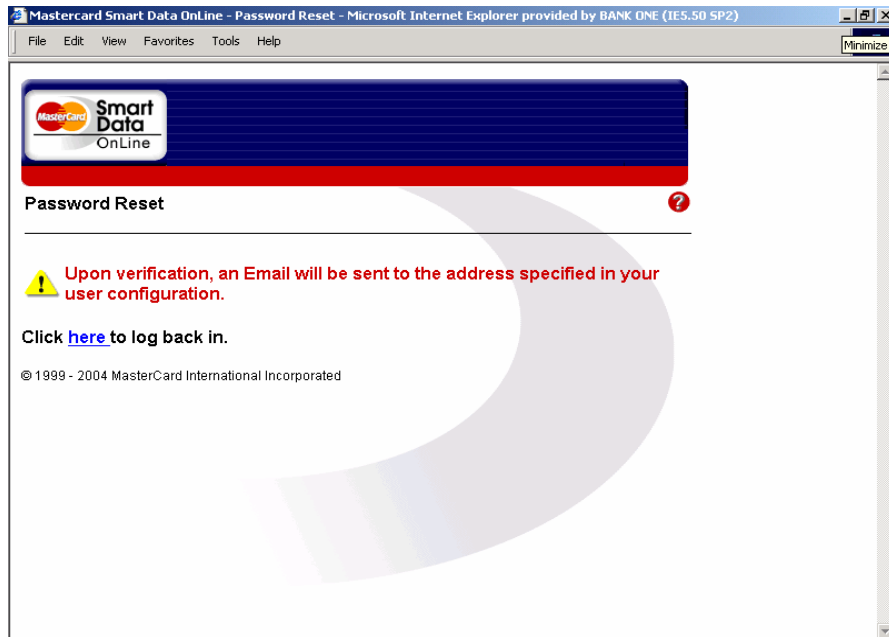 Mastercard Smart Data OnLine - Password Reset - Microsoft Internet Explorer provided by BANK ONE (IE5.50 SP2)
File Edit View Favorites Tools Help
Minimize
MasterCard
Smart
Data
OnLine
Password Reset
?
Upon verification, an Email will be sent to the address specified in your
user configuration.
Click here to log back in.
© 1999 - 2004 MasterCard International Incorporated